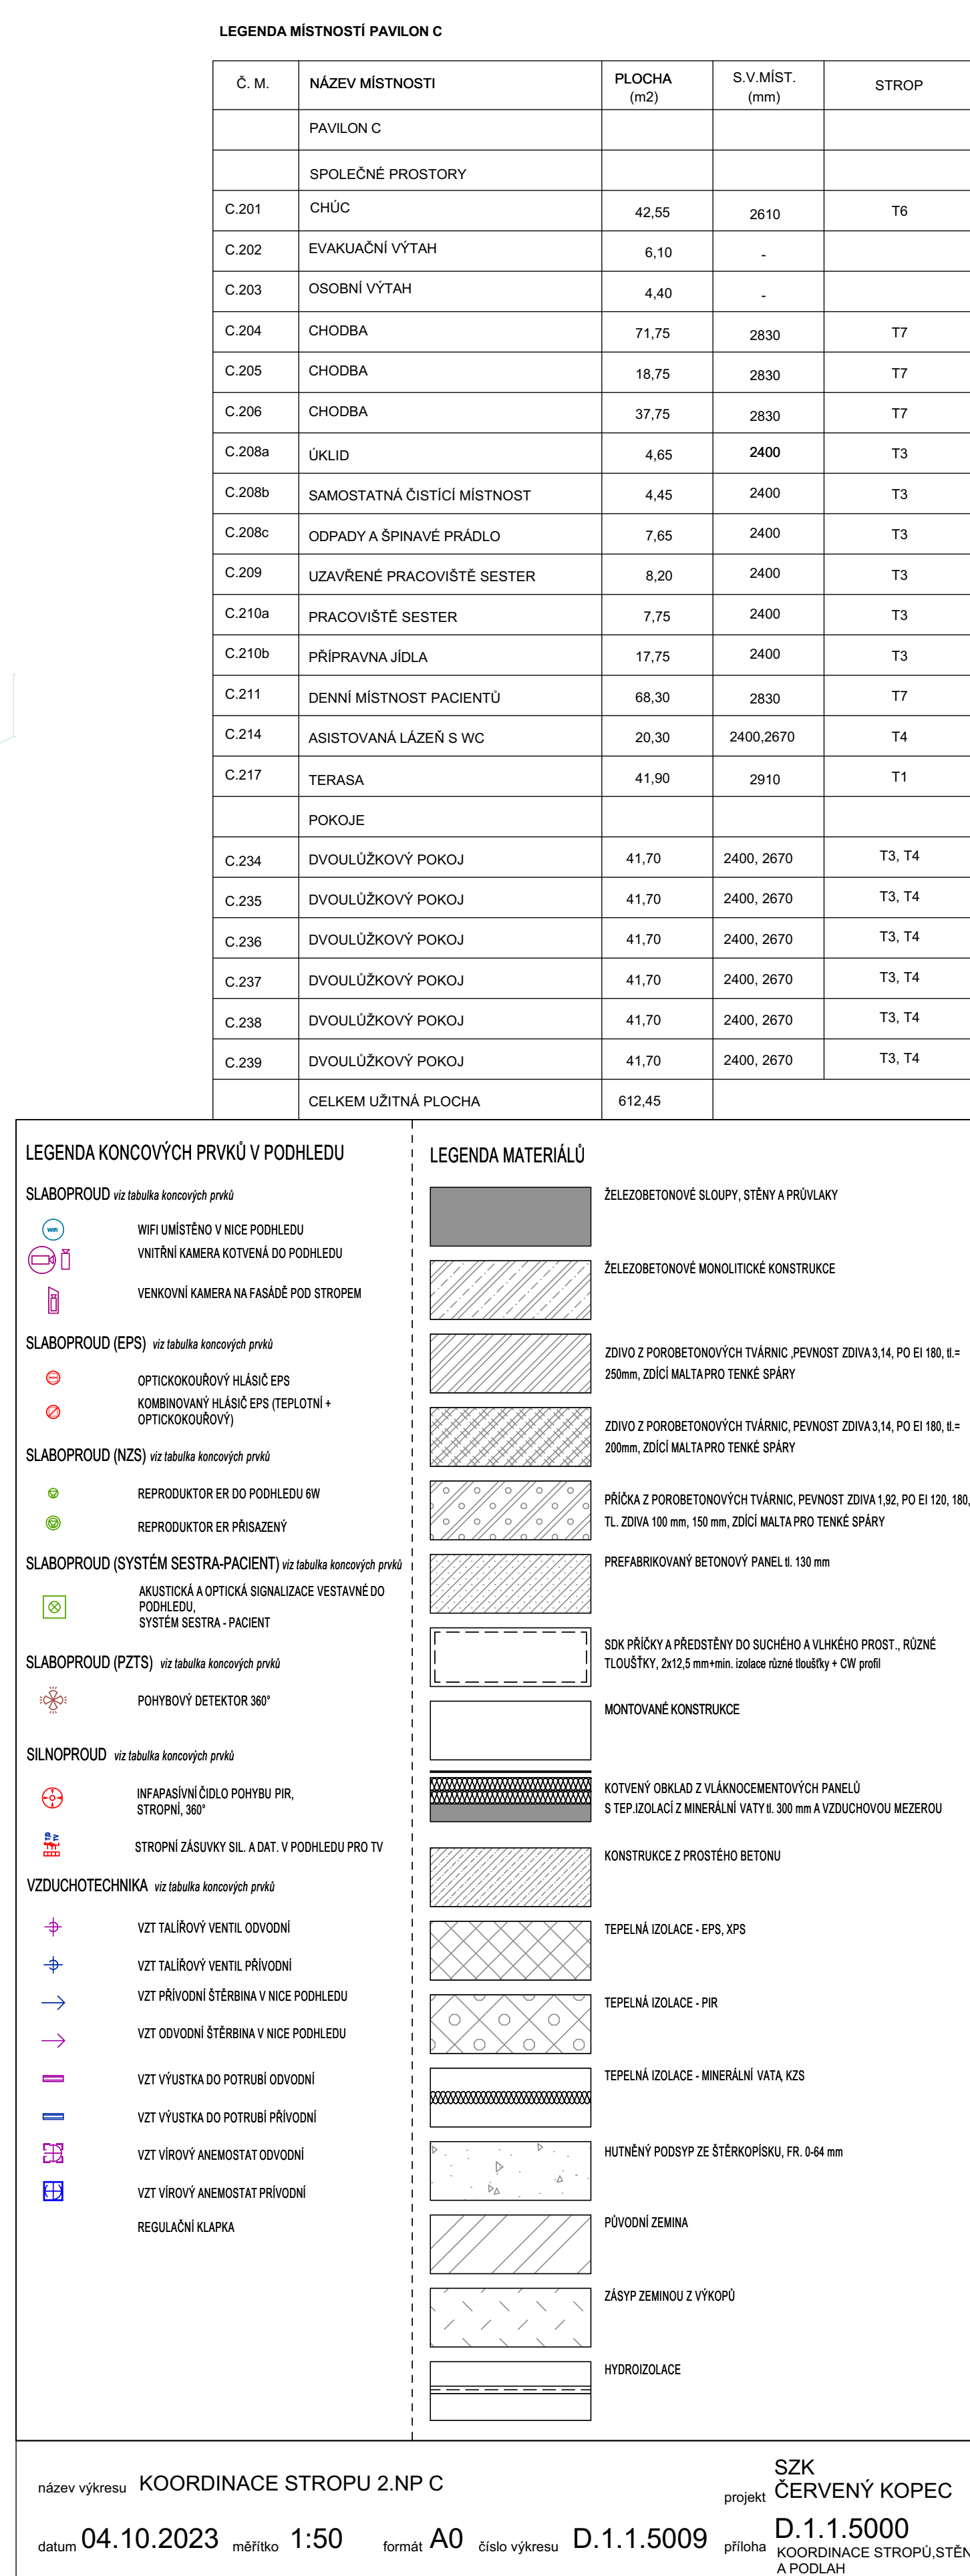 LEGENDA MÍSTNOSTÍ PAVILON C
Č. M. NÁZEV MÍSTNOSTI PLOCHA (m2) S.V.MÍST. (mm) STROP
PAVILON C
SPOLEČNÉ PROSTORY
C.201 CHÚC 42,55 2610 T6
C.202 EVAKUAČNÍ VÝTAH 6,10 -
C.203 OSOBNÍ VÝTAH 4,40 -
C.204 CHODBA 71,75 2830 T7
C.205 CHODBA 18,75 2830 T7
C.206 CHODBA 37,75 2830 T7
C.208a ÚKLID 4,65 2400 T3
C.208b SAMOSTATNÁ ČISTÍCÍ MÍSTNOST 4,45 2400 T3
C.208c ODPADY A ŠPINAVÉ PRÁDLO 7,65 2400 T3
C.209 UZAVŘENÉ PRACOVIŠTĚ SESTER 8,20 2400 T3
C.210a PRACOVIŠTĚ SESTER 7,75 2400 T3
C.210b PŘÍPRAVNA JÍDLA 17,75 2400 T3
C.211 DENNÍ MÍSTNOST PACIENTŮ 68,30 2830 T7
C.214 ASISTOVANÁ LÁZEŇ S WC 20,30 2400,2670 T4
C.217 TERASA 41,90 2910 T1
POKOJE
C.234 DVOULŮŽKOVÝ POKOJ 41,70 2400, 2670 T3, T4
C.235 DVOULŮŽKOVÝ POKOJ 41,70 2400, 2670 T3, T4
C.236 DVOULŮŽKOVÝ POKOJ 41,70 2400, 2670 T3, T4
C.237 DVOULŮŽKOVÝ POKOJ 41,70 2400, 2670 T3, T4
C.238 DVOULŮŽKOVÝ POKOJ 41,70 2400, 2670 T3, T4
C.239 DVOULŮŽKOVÝ POKOJ 41,70 2400, 2670 T3, T4
CELKEM UŽITNÁ PLOCHA 612,45
LEGENDA KONCOVÝCH PRVKŮ V PODHLEDU
SLABOPROUD viz tabulka koncových prvků
WIFI WIFI UMÍSTĚNO V NICE PODHLEDU
VNITŘNÍ KAMERA KOTVENÁ DO PODHLEDU
VENKOVNÍ KAMERA NA FASÁDĚ POD STROPEM
SLABOPROUD (EPS) viz tabulka koncových prvků
OPTICKOKOUŘOVÝ HLÁSIČ EPS
KOMBINOVANÝ HLÁSIČ EPS (TEPLOTNÍ +
OPTICKOKOUŘOVÝ)
SLABOPROUD (NZS) viz tabulka koncových prvků
REPRODUKTOR ER DO PODHLEDU 6W
REPRODUKTOR ER PŘISAZENÝ
SLABOPROUD (SYSTÉM SESTRA-PACIENT) viz tabulka koncových prvků
AKUSTICKÁ A OPTICKÁ SIGNALIZACE VESTAVNÉ DO
PODHLEDU,
SYSTÉM SESTRA - PACIENT
SLABOPROUD (PZTS) viz tabulka koncových prvků
POHYBOVÝ DETEKTOR 360°
SILNOPROUD viz tabulka koncových prvků
INFAPASÍVNÍ ČIDLO POHYBU PIR,
STROPNÍ, 360°
STROPNÍ ZÁSUVKY SIL. A DAT. V PODHLEDU PRO TV
VZDUCHOTECHNIKA viz tabulka koncových prvků
VZT TALÍŘOVÝ VENTIL ODVODNÍ
VZT TALÍŘOVÝ VENTIL PŘÍVODNÍ
VZT PŘÍVODNÍ ŠTĚRBINA V NICE PODHLEDU
VZT ODVODNÍ ŠTĚRBINA V NICE PODHLEDU
VZT VÝUSTKA DO POTRUBÍ ODVODNÍ
VZT VÝUSTKA DO POTRUBÍ PŘÍVODNÍ
VZT VÍROVÝ ANEMOSTAT ODVODNÍ
VZT VÍROVÝ ANEMOSTAT PRÍVODNÍ
REGULAČNÍ KLAPKA
LEGENDA MATERIÁLŮ
ŽELEZOBETONOVÉ SLOUPY, STĚNY A PRŮVLAKY
ŽELEZOBETONOVÉ MONOLITICKÉ KONSTRUKCE
ZDIVO Z POROBETONOVÝCH TVÁRNIC ,PEVNOST ZDIVA 3,14, PO EI 180, tl.=
250mm, ZDÍCÍ MALTA PRO TENKÉ SPÁRY
ZDIVO Z POROBETONOVÝCH TVÁRNIC, PEVNOST ZDIVA 3,14, PO EI 180, tl.=
200mm, ZDÍCÍ MALTA PRO TENKÉ SPÁRY
PŘÍČKA Z POROBETONOVÝCH TVÁRNIC, PEVNOST ZDIVA 1,92, PO EI 120, 180,
TL. ZDIVA 100 mm, 150 mm, ZDÍCÍ MALTA PRO TENKÉ SPÁRY
PREFABRIKOVANÝ BETONOVÝ PANEL tl. 130 mm
SDK PŘÍČKY A PŘEDSTĚNY DO SUCHÉHO A VLHKÉHO PROST., RŮZNÉ
TLOUŠŤKY, 2x12,5 mm+min. izolace různé tloušťky + CW profil
MONTOVANÉ KONSTRUKCE
KOTVENÝ OBKLAD Z VLÁKNOCEMENTOVÝCH PANELŮ
S TEP.IZOLACÍ Z MINERÁLNÍ VATY tl. 300 mm A VZDUCHOVOU MEZEROU
KONSTRUKCE Z PROSTÉHO BETONU
TEPELNÁ IZOLACE - EPS, XPS
TEPELNÁ IZOLACE - PIR
TEPELNÁ IZOLACE - MINERÁLNÍ VATA, KZS
HUTNĚNÝ PODSYP ZE ŠTĚRKOPÍSKU, FR. 0-64 mm
PŮVODNÍ ZEMINA
ZÁSYP ZEMINOU Z VÝKOPŮ
HYDROIZOLACE
název výkresu KOORDINACE STROPU 2.NP C
projekt SZK
ČERVENÝ KOPEC
datum 04.10.2023 měřítko 1:50 formát A0 číslo výkresu D.1.1.5009 příloha D.1.1.5000
KOORDINACE STROPŮ,STĚN
A PODLAH